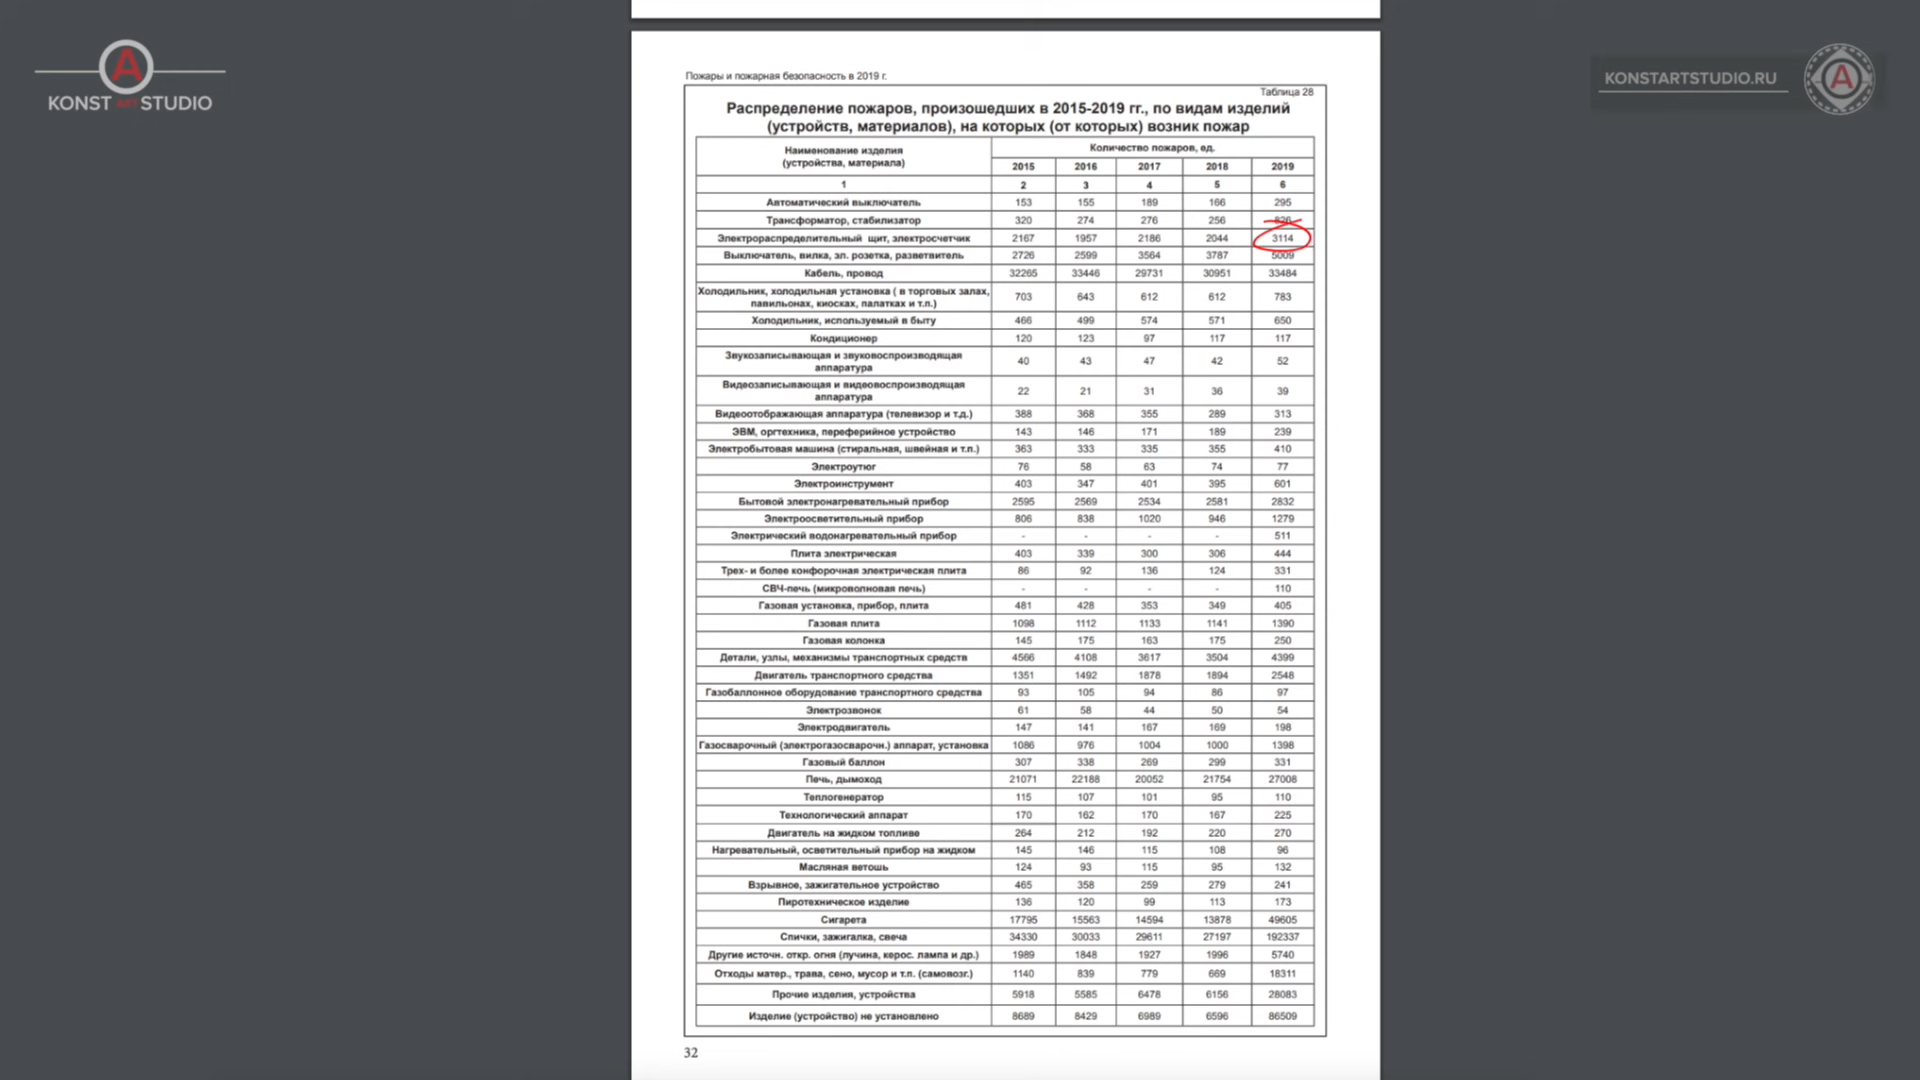 KONST ART STUDIO
KONSTARTSTUDIO.RU
A
A
Пожары и пожарная безопасность в 2019 г.
Таблица 28
Распределение пожаров, произошедших в 2015-2019 гг., по видам изделий
(устройств, материалов), на которых (от которых) возник пожар
Наименование изделия
(устройства, материала)
Количество пожаров, ед.
2015 2016 2017 2018 2019
1 2 3 4 5 6
Автоматический выключатель 153 155 189 166 295
Трансформатор, стабилизатор 320 274 276 256
Электрораспределительный щит, электросчетчик 2167 1957 2186 2044 3114
Выключатель, вилка, эл. розетка, разветвитель 2726 2599 3564 3787 5009
Кабель, провод 32265 33446 29731 30951 33484
Холодильник, холодильная установка ( в торговых залах,
павильонах, киосках, палатках и т.п.) 703 643 612 612 783
Холодильник, используемый в быту 466 499 574 571 650
Кондиционер 120 123 97 117 117
Звукозаписывающая и звуковоспроизводящая
аппаратура 40 43 47 42 52
Видеозаписывающая и видеовоспроизводящая
аппаратура 22 21 31 36 39
Видеоотображающая аппаратура (телевизор и т.д.) 388 368 355 289 313
ЭВМ, оргтехника, переферийное устройство 143 146 171 189 239
Электробытовая машина (стиральная, швейная и т.п.) 363 333 335 355 410
Электроутюг 76 58 63 74 77
Электроинструмент 403 347 401 395 601
Бытовой электронагревательный прибор 2595 2569 2534 2581 2832
Электроосветительный прибор 806 838 1020 946 1279
Электрический водонагревательный прибор - - - - 511
Плита электрическая 403 339 300 306 444
Трех- и более конфорочная электрическая плита 86 92 136 124 331
СВЧ-печь (микроволновая печь) - - - - 110
Газовая установка, прибор, плита 481 428 353 349 405
Газовая плита 1098 1112 1133 1141 1390
Газовая колонка 145 175 163 175 250
Детали, узлы, механизмы транспортных средств 4566 4108 3617 3504 4399
Двигатель транспортного средства 1351 1492 1878 1894 2548
Газобаллонное оборудование транспортного средства 93 105 94 86 97
Электрозвонок 61 58 44 50 54
Электродвигатель 147 141 167 169 198
Газосварочный (электрогазосварочн.) аппарат, установка 1086 976 1004 1000 1398
Газовый баллон 307 338 269 299 331
Печь, дымоход 21071 22188 20052 21754 27008
Теплогенератор 115 107 101 95 110
Технологический аппарат 170 162 170 167 225
Двигатель на жидком топливе 264 212 192 220 270
Нагревательный, осветительный прибор на жидком 145 146 115 108 96
Масляная ветошь 124 93 115 95 132
Взрывное, зажигательное устройство 465 358 259 279 241
Пиротехническое изделие 136 120 99 113 173
Сигарета 17795 15563 14594 13878 49605
Спички, зажигалка, свеча 34330 30033 29611 27197 192337
Другие источн. откр. огня (лучина, керос. лампа и др.) 1989 1848 1927 1996 5740
Отходы матер., трава, сено, мусор и т.п. (самовозг.) 1140 839 779 669 18311
Прочие изделия, устройства 5918 5585 6478 6156 28083
Изделие (устройство) не установлено 8689 8429 6989 6596 86509
32